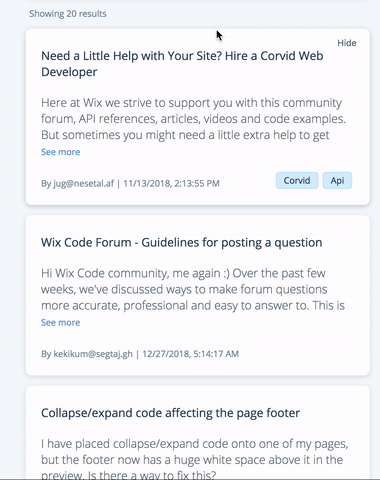 Showing 20 results
Hide
Need a Little Help with Your Site? Hire a Corvid Web
Developer
Here at Wix we strive to support you with this community
forum, API references, articles, videos and code examples.
But sometimes you might need a little extra help to get
See more
By jug@nesetal.af | 11/13/2018, 2:13:55 PM
Corvid
Api
Wix Code Forum - Guidelines for posting a question
Hi Wix Code community, me again :) Over the past few
weeks, we've discussed ways to make forum questions
more accurate, professional and easy to answer to. This is
See more
By kekikum@segtaj.gh | 12/27/2018, 5:14:17 AM
Collapse/expand code affecting the page footer
I have placed collapse/expand code onto one of my pages,
but the footer now has a huge white space above it in the
preview. Is there a way to fix this?